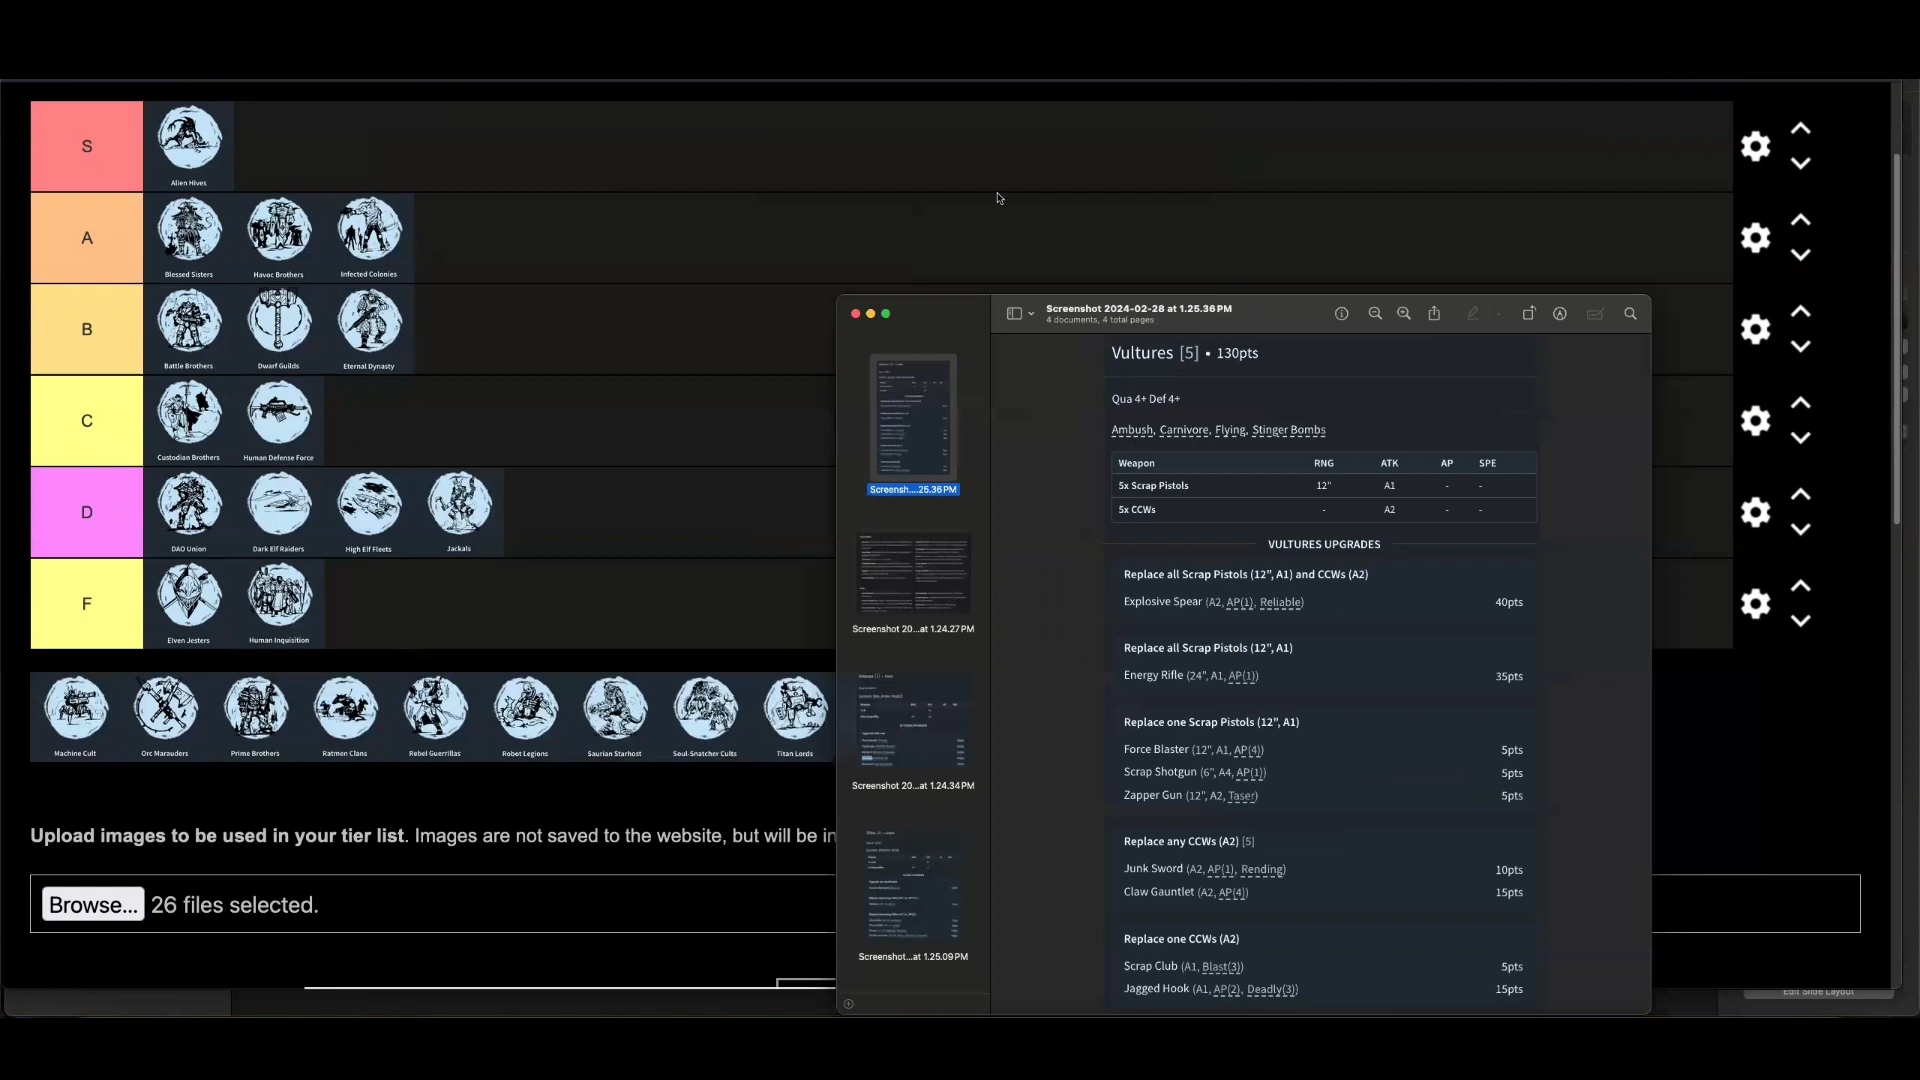 S
Alien Hives
A
Blessed Sisters
Havoc Brothers
Infected Colonies
B
Battle Brothers
Dwarf Guilds
Eternal Dynasty
C
Custodian Brothers
Human Defense Force
D
DAO Union
Dark Elf Raiders
High Elf Fleets
Jackals
F
Elven Jesters
Human Inquisition
Machine Cult
Orc Marauders
Prime Brothers
Ratmen Clans
Rebel Guerrillas
Robot Legions
Saurian Starhost
Soul-Snatcher Cults
Titan Lords
Upload images to be used in your tier list. Images are not saved to the website, but will be in
Browse... 26 files selected.
Screenshot 2024-02-28 at 1.25.36 PM
4 documents, 4 total pages
Screensh....25.36 PM
Screenshot 20...at 1.24.27 PM
Screenshot 20...at 1.24.34 PM
Screenshot...at 1.25.09 PM
Vultures [5] • 130pts
Qua 4+ Def 4+
Ambush, Carnivore, Flying, Stinger Bombs
Weapon RNG ATK AP SPE
5x Scrap Pistols 12" A1 - -
5x CCWs - A2 - -
VULTURES UPGRADES
Replace all Scrap Pistols (12", A1) and CCWs (A2)
Explosive Spear (A2, AP(1), Reliable) 40pts
Replace all Scrap Pistols (12", A1)
Energy Rifle (24", A1, AP(1)) 35pts
Replace one Scrap Pistols (12", A1)
Force Blaster (12", A1, AP(4)) 5pts
Scrap Shotgun (6", A4, AP(1)) 5pts
Zapper Gun (12", A2, Taser) 5pts
Replace any CCWs (A2) [5]
Junk Sword (A2, AP(1), Rending) 10pts
Claw Gauntlet (A2, AP(4)) 15pts
Replace one CCWs (A2)
Scrap Club (A1, Blast(3)) 5pts
Jagged Hook (A1, AP(2), Deadly(3)) 15pts
Edit Slide Layout